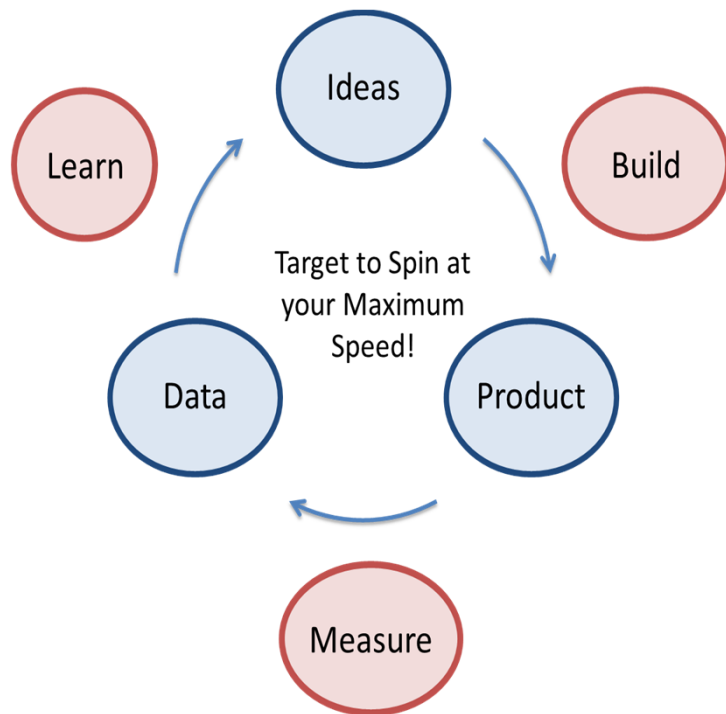 Ideas
Learn
Build
Target to Spin at
your Maximum
Speed!
Data
Product
Measure